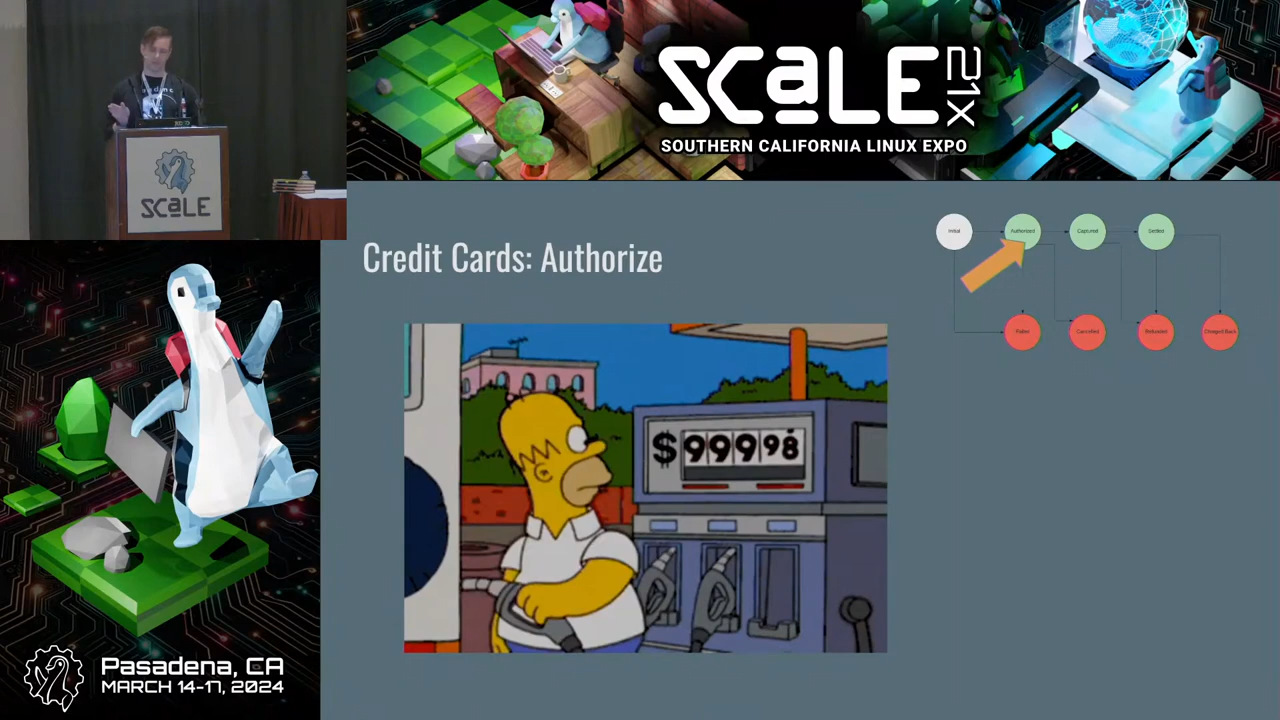 SCaLE 21x
SOUTHERN CALIFORNIA LINUX EXPO
SCaLE
Credit Cards: Authorize
Initial
Authorized
Captured
Settled
Failed
Cancelled
Refunded
Charged Back
$99998
Pasadena, CA
MARCH 14-17, 2024